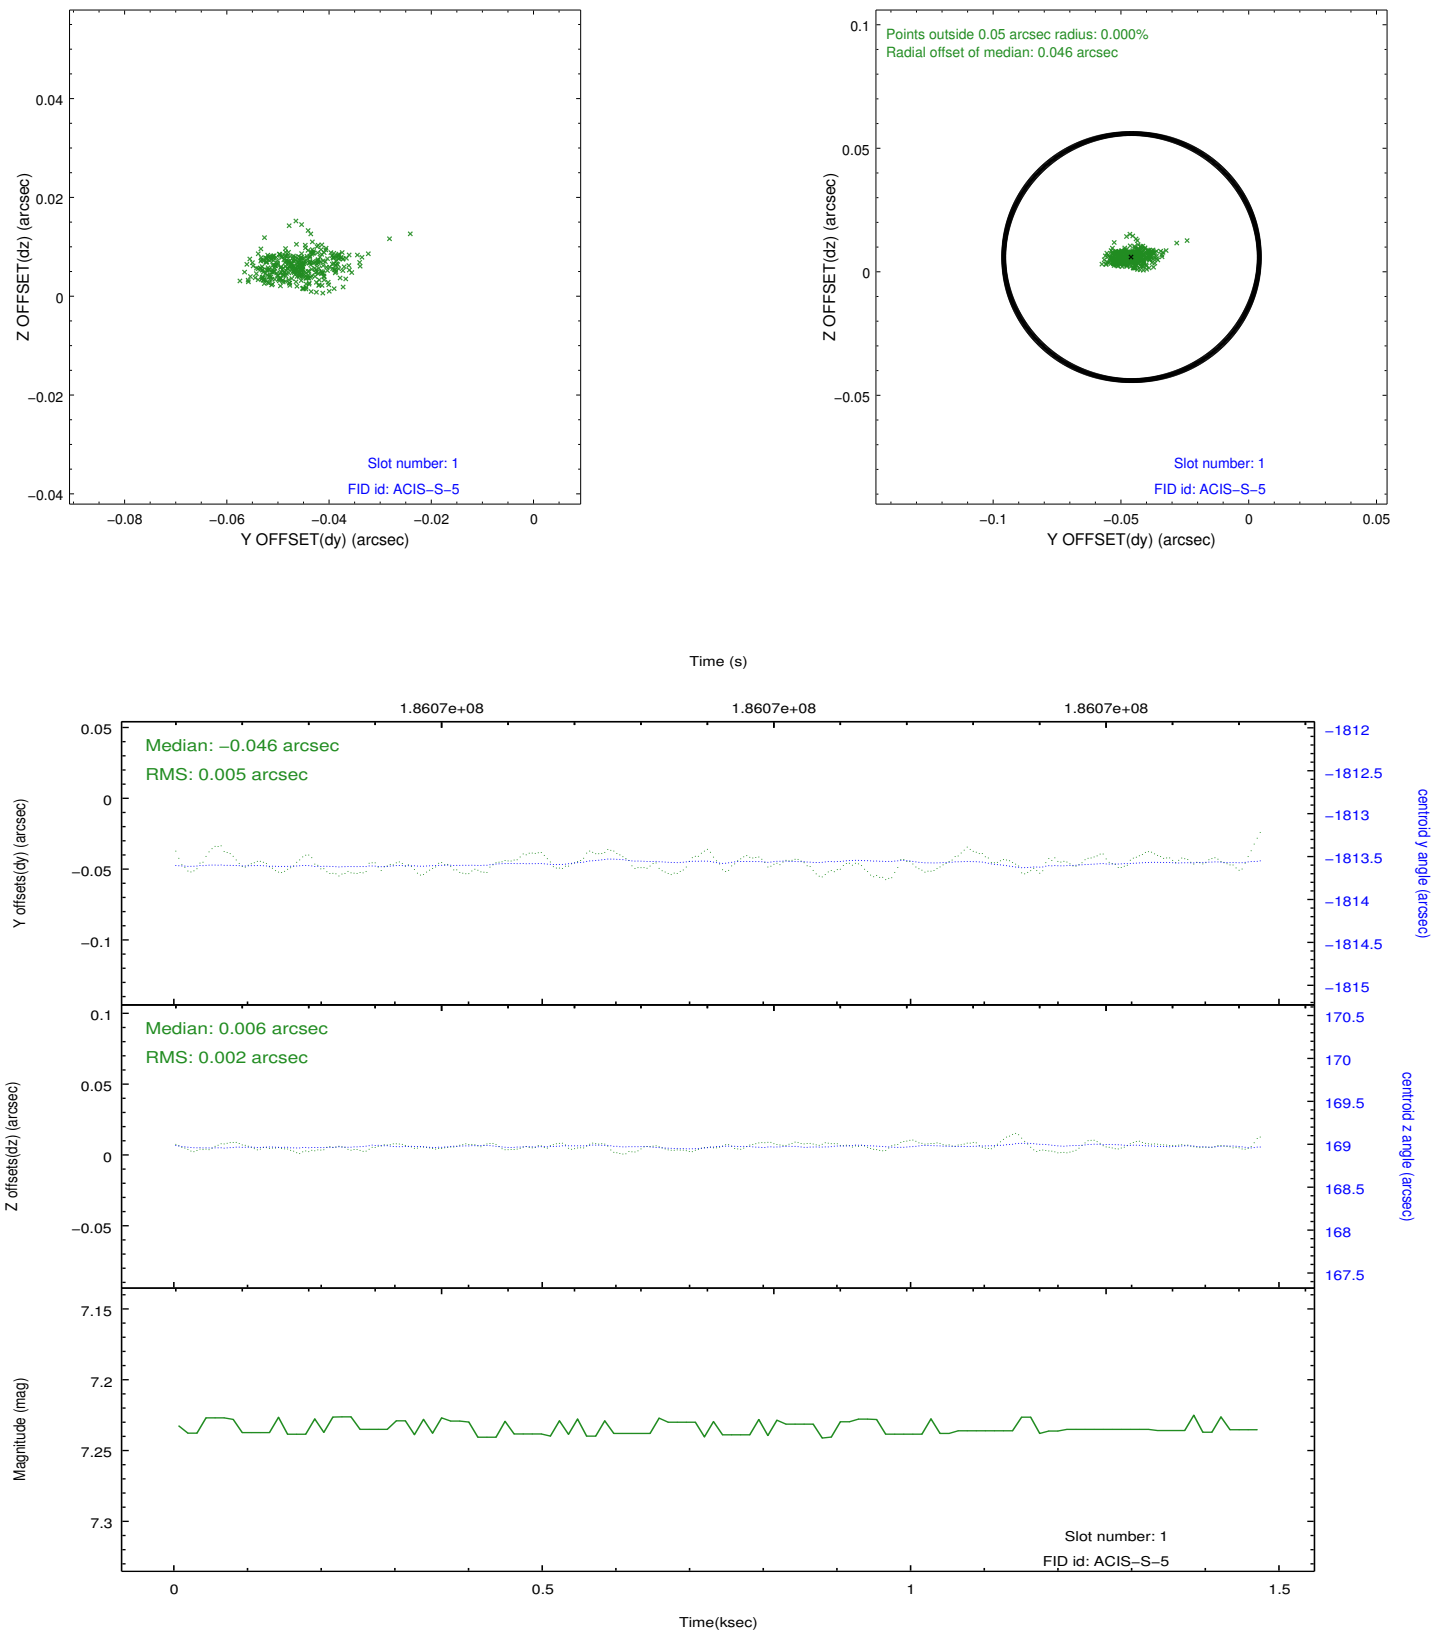 0.04
0.02
0
−0.02
−0.04
Z OFFSET(dz) (arcsec)
Slot number: 1
FID id: ACIS−S−5
−0.08
−0.06
−0.04
−0.02
0
Y OFFSET(dy) (arcsec)
0.1
0.05
0
−0.05
Z OFFSET(dz) (arcsec)
Points outside 0.05 arcsec radius: 0.000%
Radial offset of median: 0.046 arcsec
Slot number: 1
FID id: ACIS−S−5
−0.1
−0.05
0
0.05
Y OFFSET(dy) (arcsec)
Time (s)
1.8607e+08
1.8607e+08
1.8607e+08
0.05
0
−0.05
−0.1
Y offsets(dy) (arcsec)
Median: −0.046 arcsec
RMS: 0.005 arcsec
−1812
−1812.5
−1813
−1813.5
−1814
−1814.5
−1815
centroid y angle (arcsec)
0.1
0.05
0
−0.05
Z offsets(dz) (arcsec)
Median: 0.006 arcsec
RMS: 0.002 arcsec
170.5
170
169.5
169
168.5
168
167.5
centroid z angle (arcsec)
7.15
7.2
7.25
7.3
Magnitude (mag)
Slot number: 1
FID id: ACIS−S−5
0
0.5
1
1.5
Time(ksec)